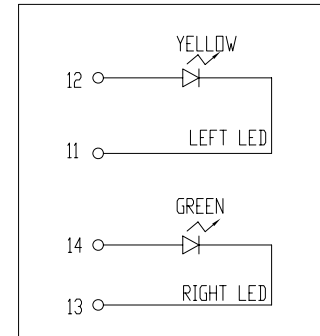 YELLOW
12
11 LEFT LED
GREEN
14
13 RIGHT LED